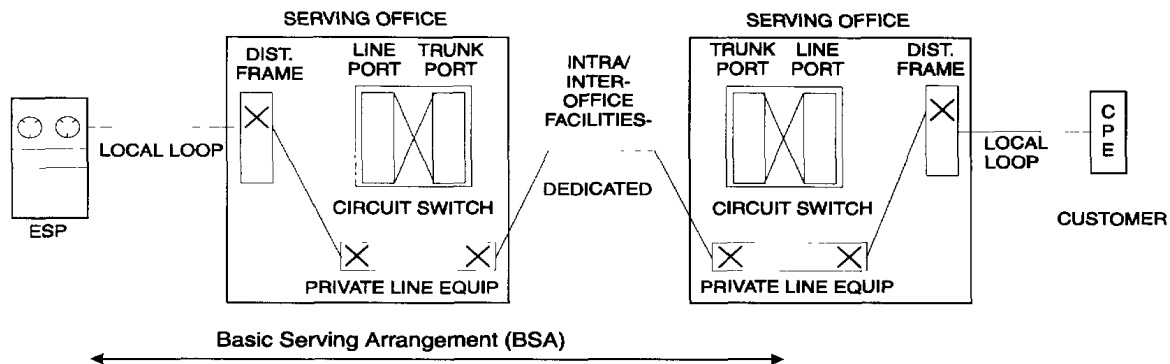 SERVING OFFICE
DIST.
FRAME
LINE
PORT
TRUNK
PORT
CIRCUIT SWITCH
PRIVATE LINE EQUIP
ESP
LOCAL LOOP
INTRA/
INTER-
OFFICE
FACILITIES-
DEDICATED
SERVING OFFICE
TRUNK
PORT
LINE
PORT
DIST.
FRAME
CIRCUIT SWITCH
PRIVATE LINE EQUIP
LOCAL
LOOP
CPE
CUSTOMER
Basic Serving Arrangement (BSA)